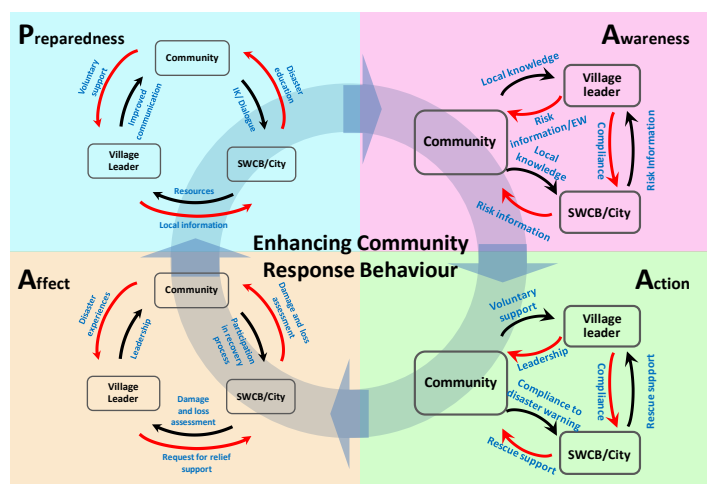 Preparedness
Community
Voluntary
support
Improved
communication
IK/Dialogue
Disaster
education
Village
Leader
SWCB/City
Resources
Local information
Awareness
Local knowledge
Village
leader
Risk
information/EW
Community
Local
knowledge
Compliance
Risk Information
Risk information
SWCB/City
Enhancing Community
Response Behaviour
Affect
Community
Disaster
experiences
Leadership
Participation
in recovery
process
Damage and loss
assessment
Village
Leader
SWCB/City
Damage
and loss
assessment
Request for relief
support
Action
Voluntary
support
Village
leader
Leadership
Community
Compliance to
disaster warning
Compliance
Rescue support
Rescue support
SWCB/City